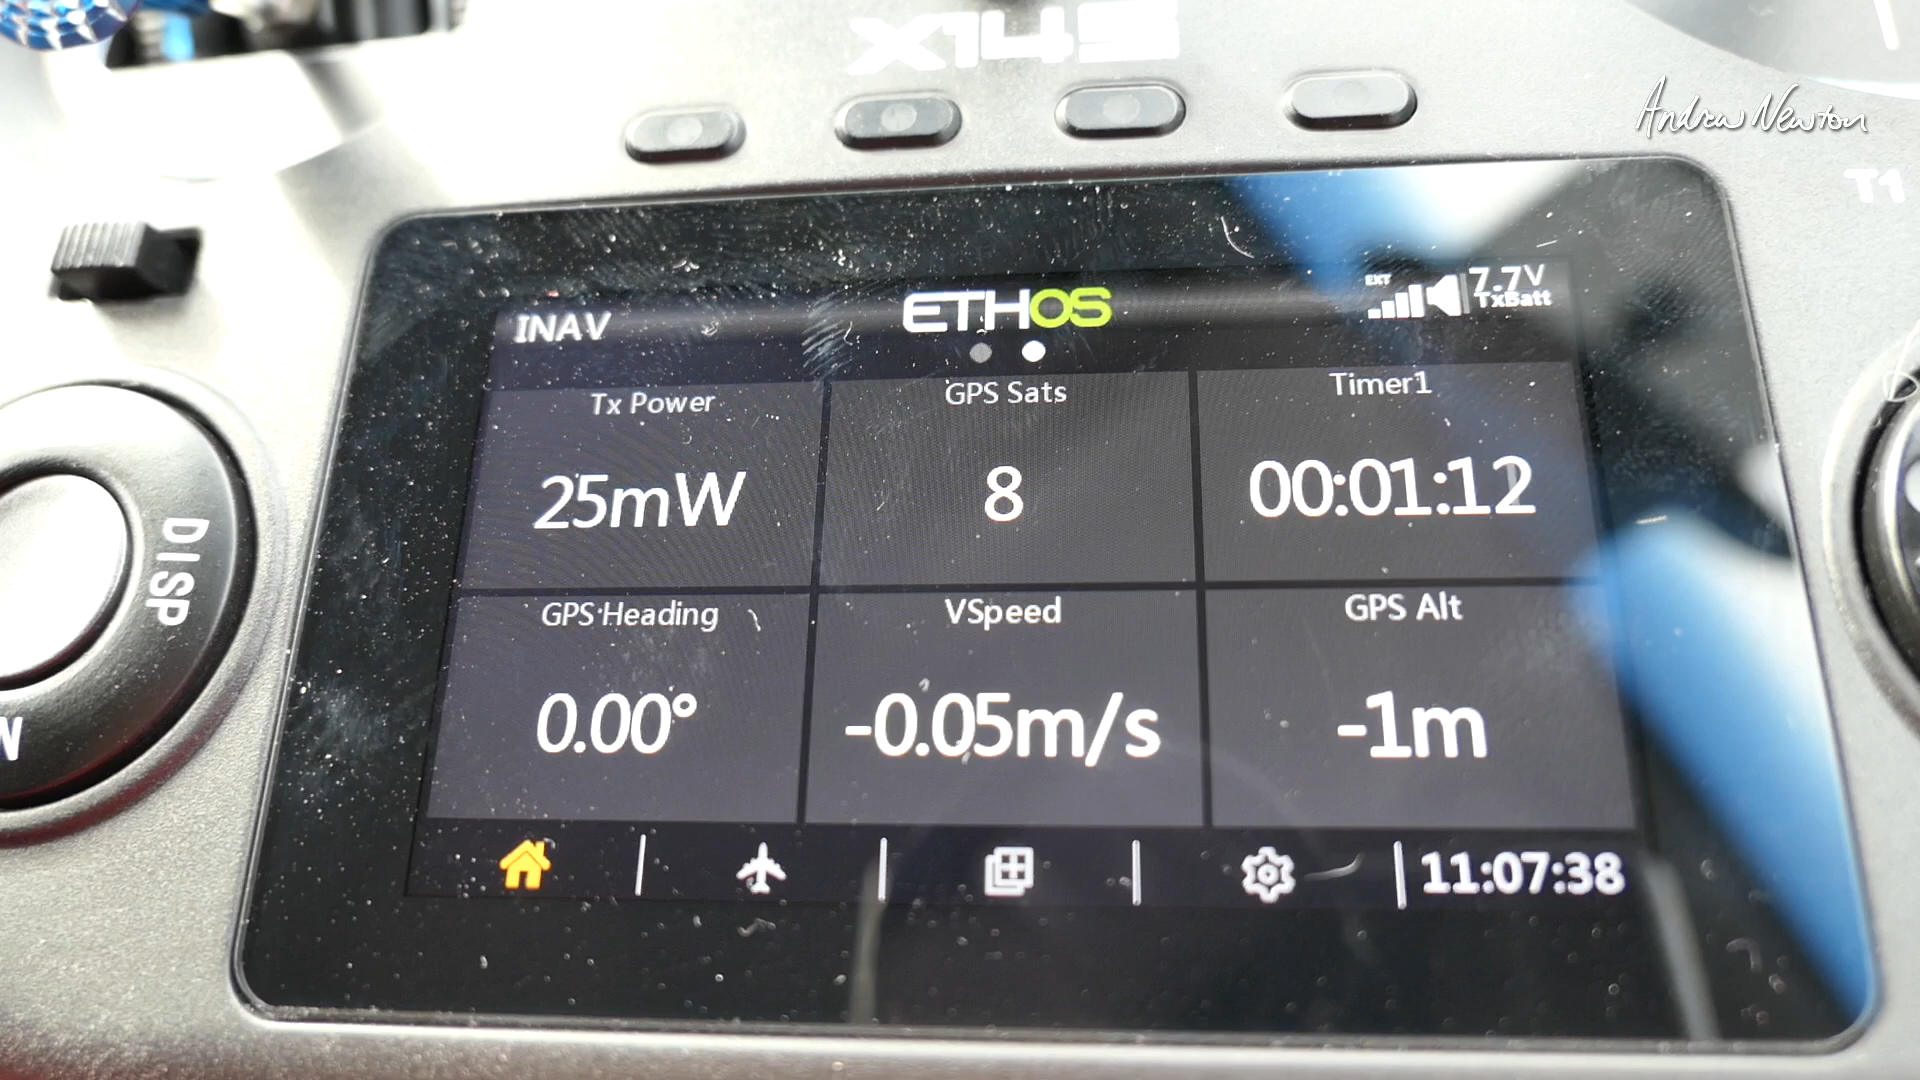 X14S
Andrew Newton
T1
INAV
ETHOS
EXT
7.7V
TxBatt
Tx Power
GPS Sats
Timer1
25mW
8
00:01:12
GPS Heading
VSpeed
GPS Alt
0.00°
-0.05m/s
-1m
11:07:38
DISP